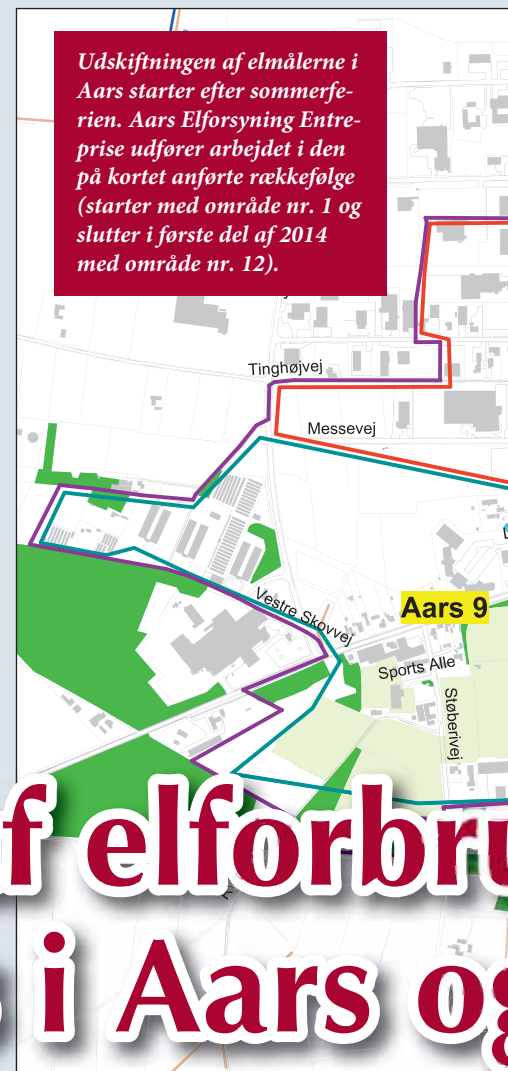 Udskiftningen af elmålerne i
Aars starter efter sommerfe-
rien. Aars Elforsyning Entre-
prise udfører arbejdet i den
på kortet anførte rækkefølge
(starter med område nr. 1 og
slutter i første del af 2014
med område nr. 12).
Tinghøjvej
Messevej
Vestre Skovvej
Aars 9
Sports Alle
Støberivej
f elforbru
i Aars og